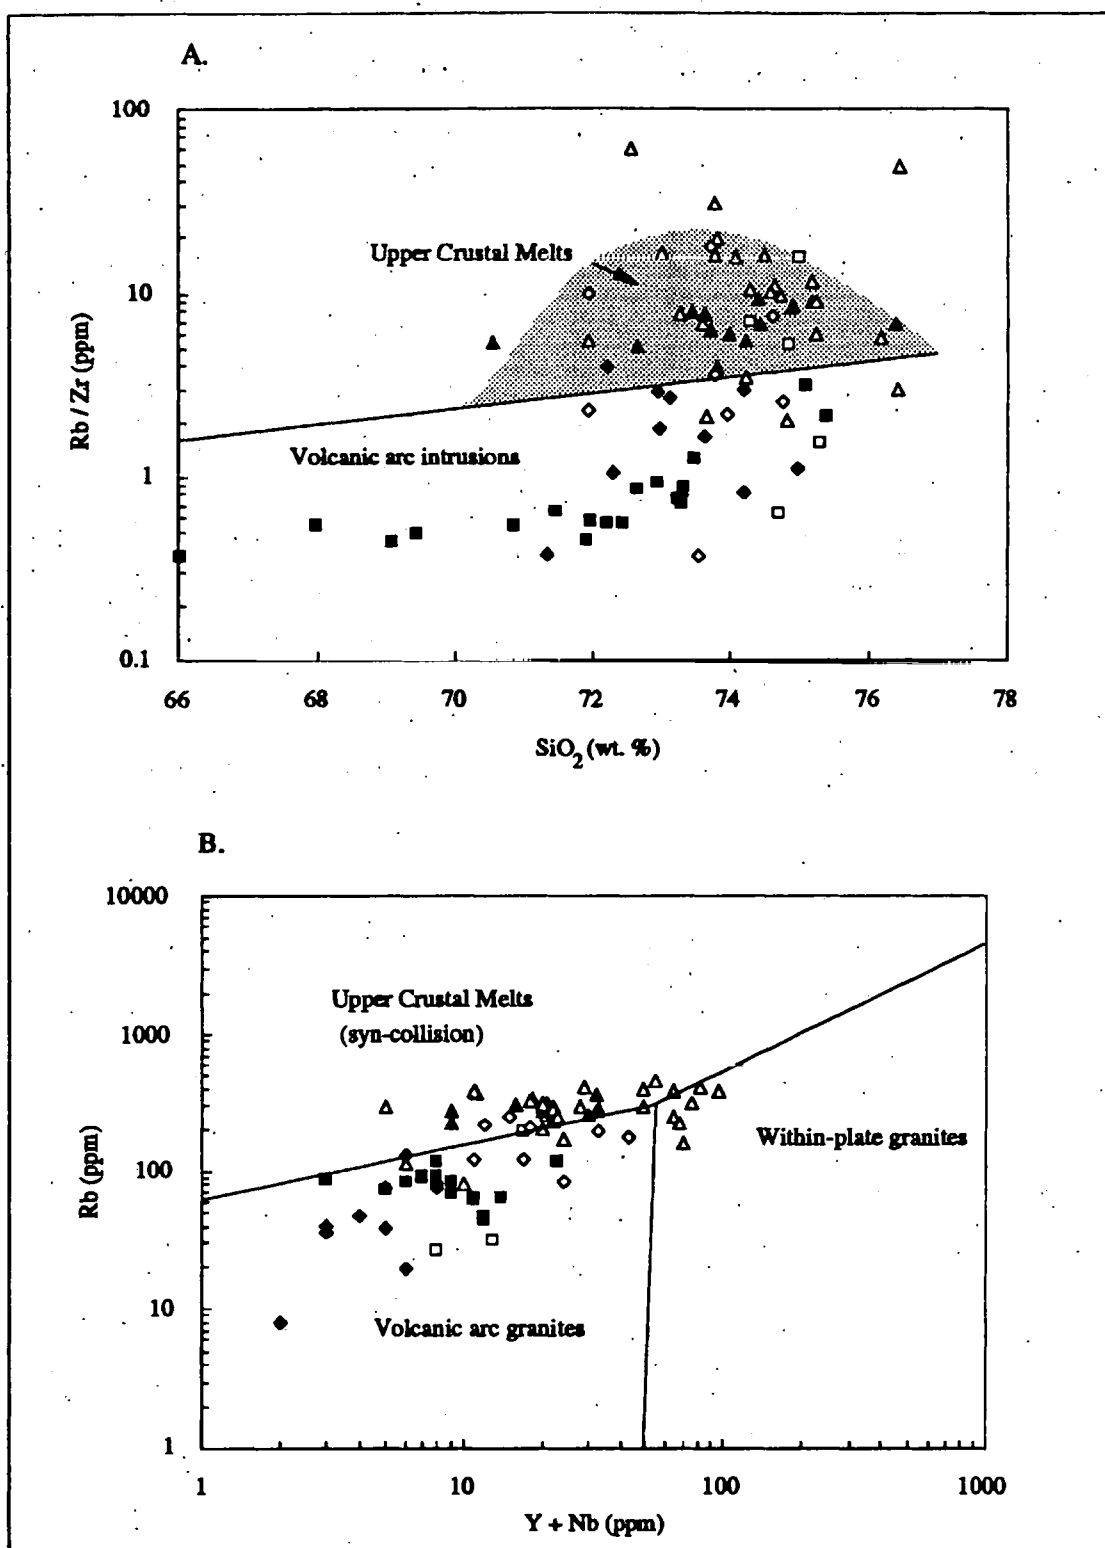 A.
100
10
1
0.1
Rb / Zr (ppm)
Upper Crustal Melts
Volcanic arc intrusions
66 68 70 72 74 76 78
SiO2 (wt. %)
B.
10000
1000
100
10
1
Rb (ppm)
Upper Crustal Melts
(syn-collision)
Within-plate granites
Volcanic arc granites
1 10 100 1000
Y + Nb (ppm)